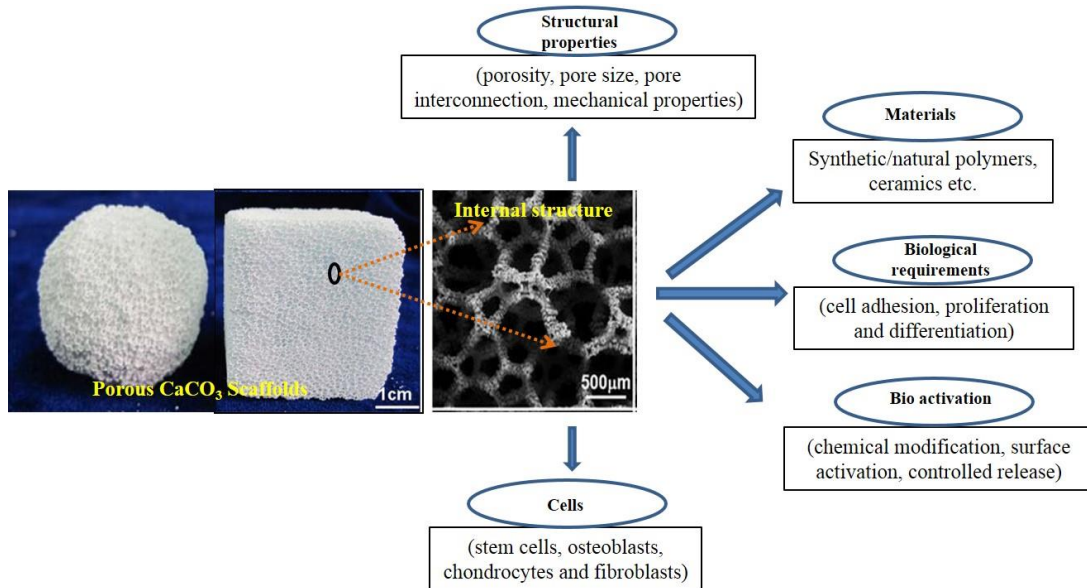 Structural
properties
(porosity, pore size, pore
interconnection, mechanical properties)
Materials
Synthetic/natural polymers,
ceramics etc.
Internal structure
Biological
requirements
(cell adhesion, proliferation
and differentiation)
Porous CaCO₃ Scaffolds
1cm
500μm
Bio activation
(chemical modification, surface
activation, controlled release)
Cells
(stem cells, osteoblasts,
chondrocytes and fibroblasts)